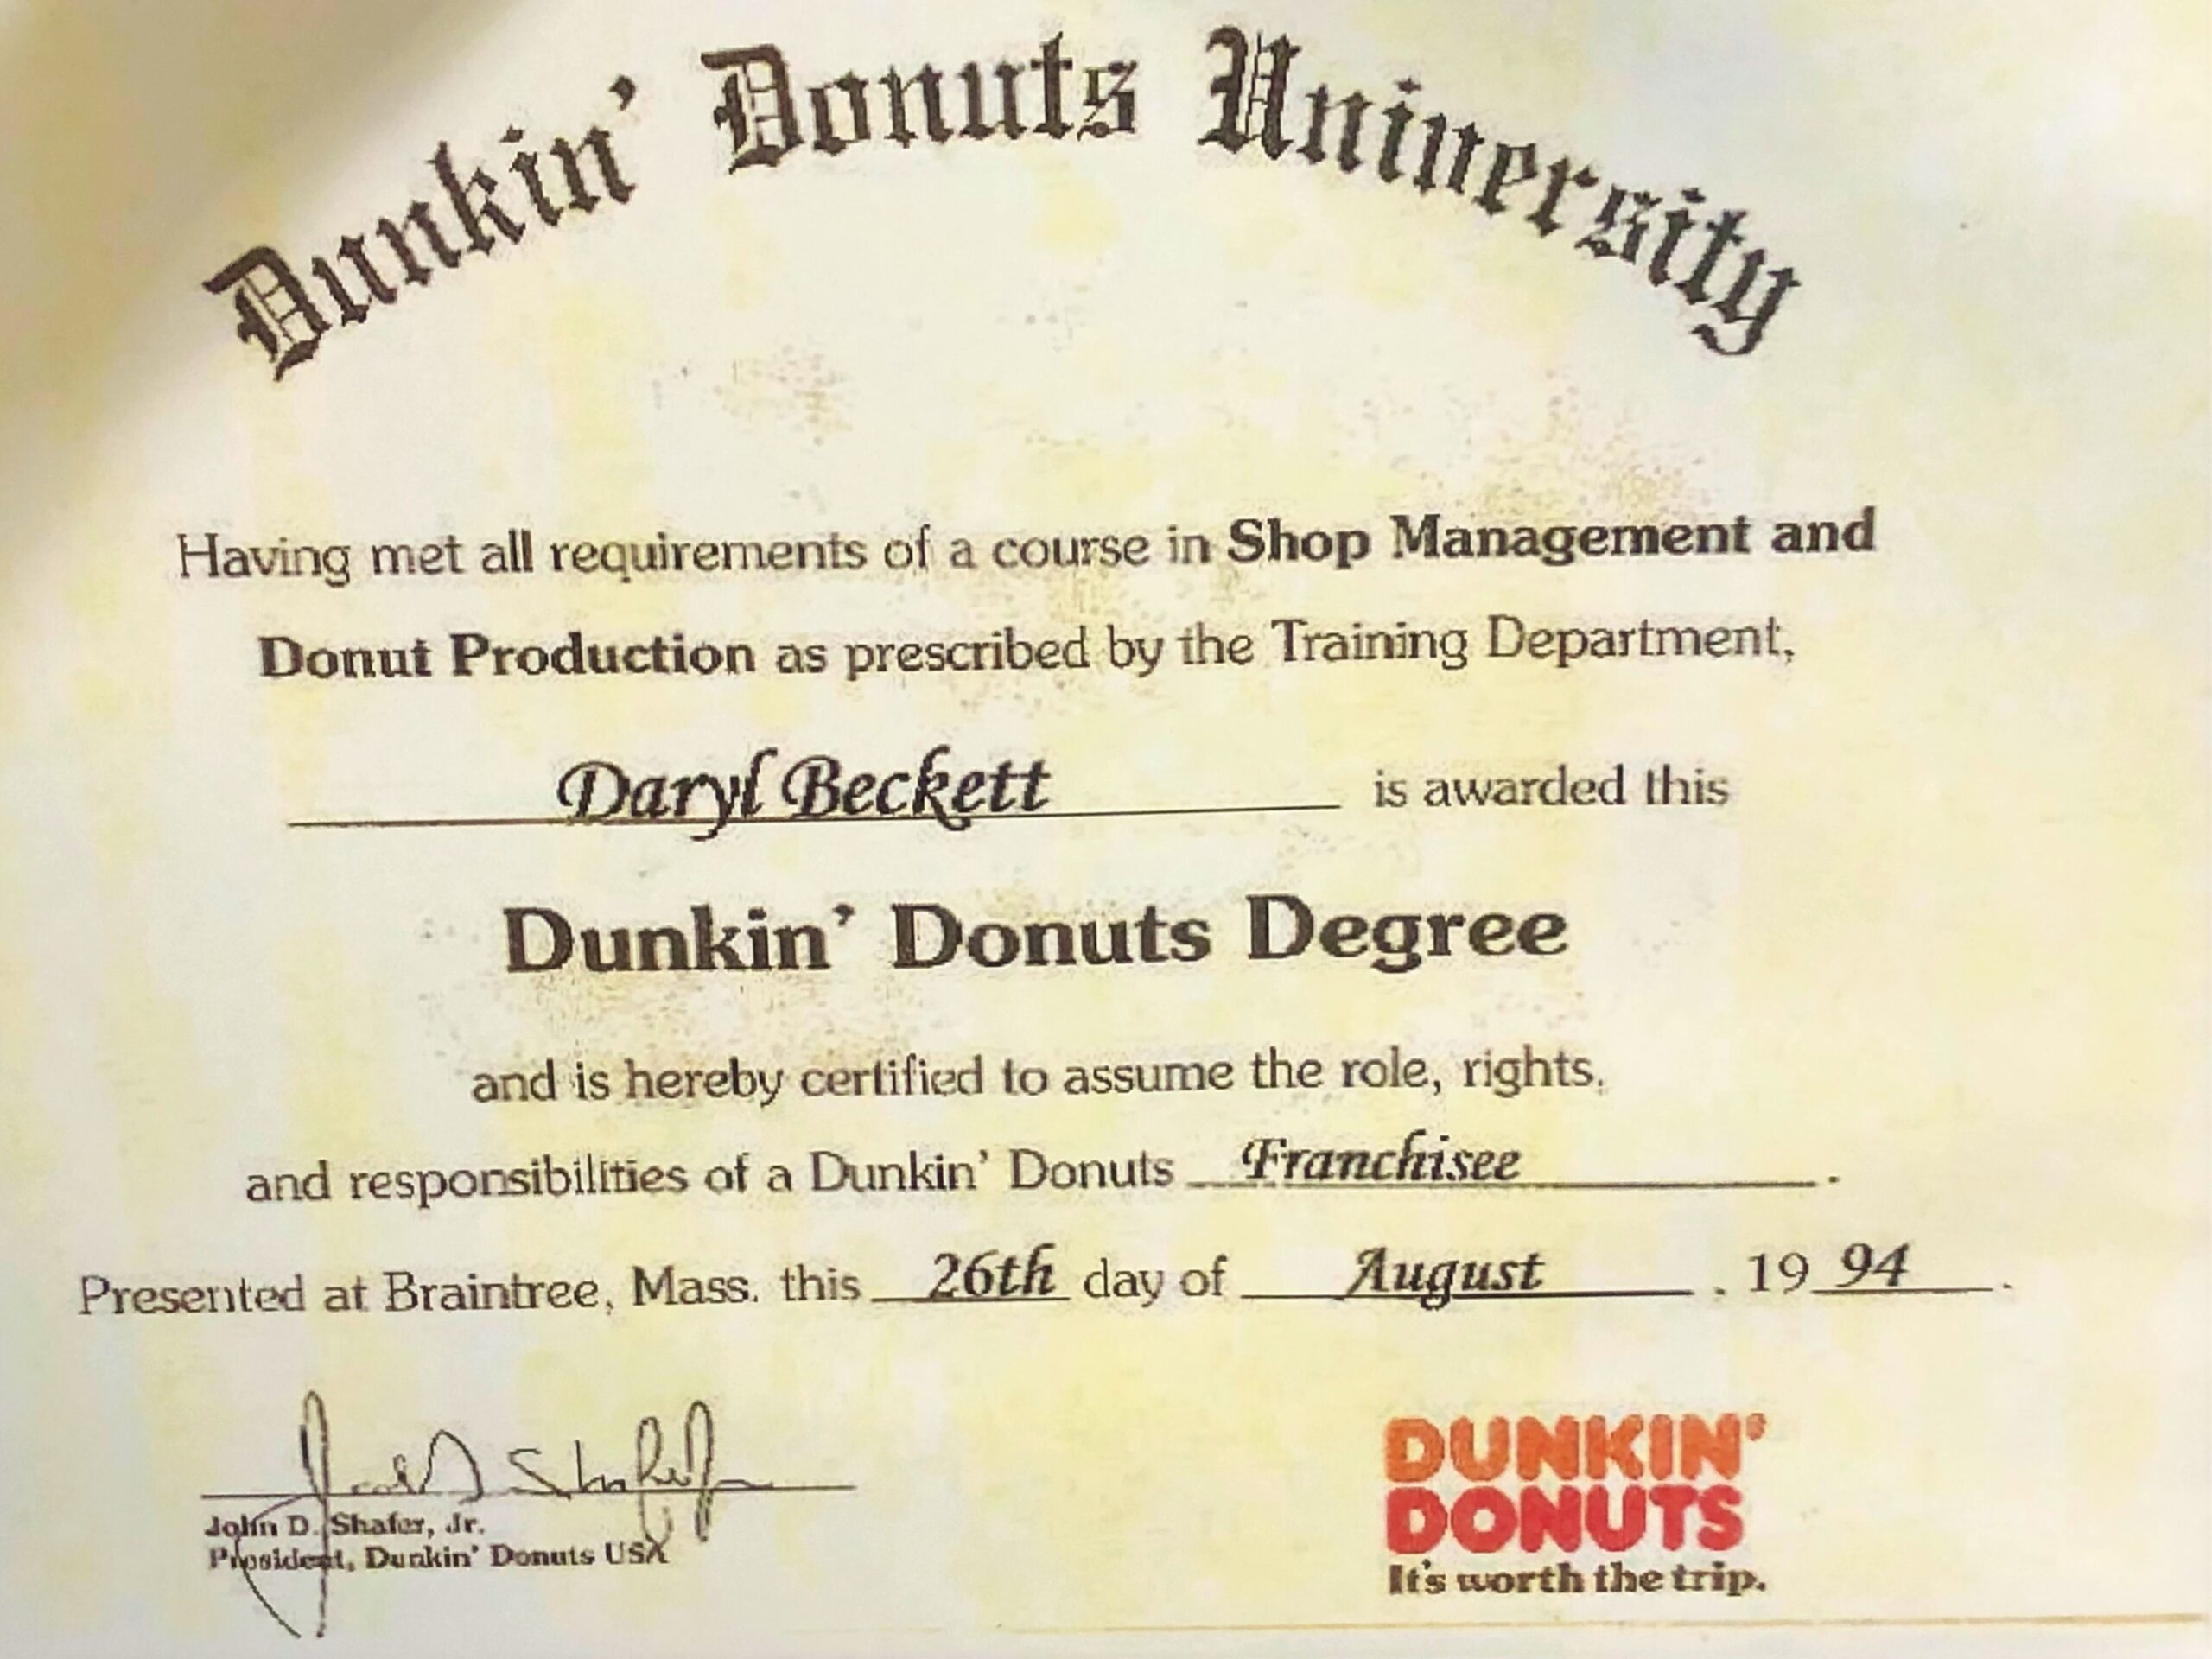 Dunkin' Donuts University
Having met all requirements of a course in Shop Management and
Donut Production as prescribed by the Training Department,
Daryl Beckett is awarded this
Dunkin' Donuts Degree
and is hereby certified to assume the role, rights,
and responsibilities of a Dunkin' Donuts Franchisee.
Presented at Braintree, Mass. this 26th day of August, 1994.
John D. Shafer, Jr.
President, Dunkin' Donuts USA
DUNKIN'
DONUTS
It's worth the trip.